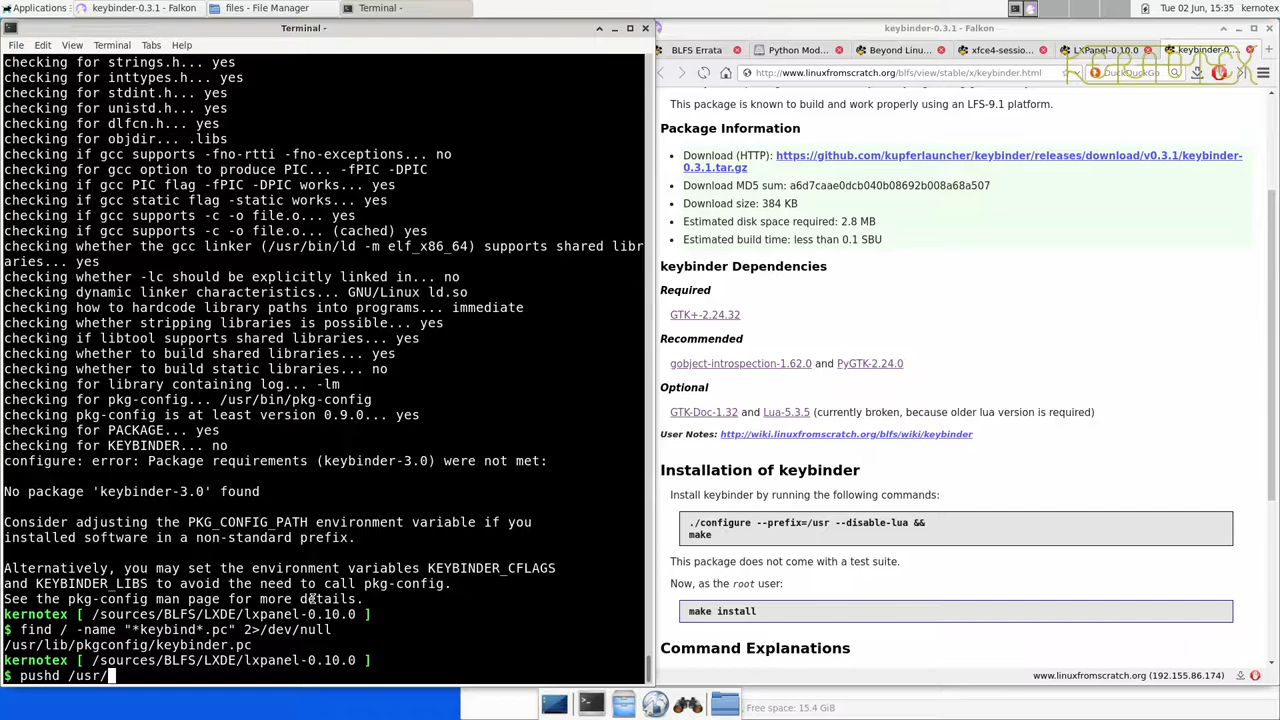 Applications
keybinder-0.3.1 - Falkon
files - File Manager
Terminal -
Tue 02 Jun, 15:35
kernotex
Terminal -
File Edit View Terminal Tabs Help
checking for strings.h... yes
checking for inttypes.h... yes
checking for stdint.h... yes
checking for unistd.h... yes
checking for dlfcn.h... yes
checking for objdir... .libs
checking if gcc supports -fno-rtti -fno-exceptions... no
checking for gcc option to produce PIC... -fPIC -DPIC
checking if gcc PIC flag -fPIC -DPIC works... yes
checking if gcc static flag -static works... yes
checking if gcc supports -c -o file.o... yes
checking if gcc supports -c -o file.o... (cached) yes
checking whether the gcc linker (/usr/bin/ld -m elf_x86_64) supports shared libr
aries... yes
checking whether -lc should be explicitly linked in... no
checking dynamic linker characteristics... GNU/Linux ld.so
checking how to hardcode library paths into programs... immediate
checking whether stripping libraries is possible... yes
checking if libtool supports shared libraries... yes
checking whether to build shared libraries... yes
checking whether to build static libraries... no
checking for library containing log... -lm
checking for pkg-config... /usr/bin/pkg-config
checking pkg-config is at least version 0.9.0... yes
checking for PACKAGE... yes
checking for KEYBINDER... no
configure: error: Package requirements (keybinder-3.0) were not met:
No package 'keybinder-3.0' found
Consider adjusting the PKG_CONFIG_PATH environment variable if you
installed software in a non-standard prefix.
Alternatively, you may set the environment variables KEYBINDER_CFLAGS
and KEYBINDER_LIBS to avoid the need to call pkg-config.
See the pkg-config man page for more details.
kernotex [ /sources/BLFS/LXDE/lxpanel-0.10.0 ]
$ find / -name "*keybind*.pc" 2>/dev/null
/usr/lib/pkgconfig/keybinder.pc
kernotex [ /sources/BLFS/LXDE/lxpanel-0.10.0 ]
$ pushd /usr/
keybinder-0.3.1 - Falkon
BLFS Errata
Python Mod...
Beyond Linu...
xfce4-sessio...
LXPanel-0.10.0
keybinder-0....
http://www.linuxfromscratch.org/blfs/view/stable/x/keybinder.html
DuckDuckGo
KERNOTEX
This package is known to build and work properly using an LFS-9.1 platform.
Package Information
• Download (HTTP): https://github.com/kupferlauncher/keybinder/releases/download/v0.3.1/keybinder-
0.3.1.tar.gz
• Download MD5 sum: a6d7caae0dcb040b08692b008a68a507
• Download size: 384 KB
• Estimated disk space required: 2.8 MB
• Estimated build time: less than 0.1 SBU
keybinder Dependencies
Required
GTK+-2.24.32
Recommended
gobject-introspection-1.62.0 and PyGTK-2.24.0
Optional
GTK-Doc-1.32 and Lua-5.3.5 (currently broken, because older lua version is required)
User Notes: http://wiki.linuxfromscratch.org/blfs/wiki/keybinder
Installation of keybinder
Install keybinder by running the following commands:
./configure --prefix=/usr --disable-lua &&
make
This package does not come with a test suite.
Now, as the root user:
make install
Command Explanations
www.linuxfromscratch.org (192.155.86.174)
Free space: 15.4 GiB